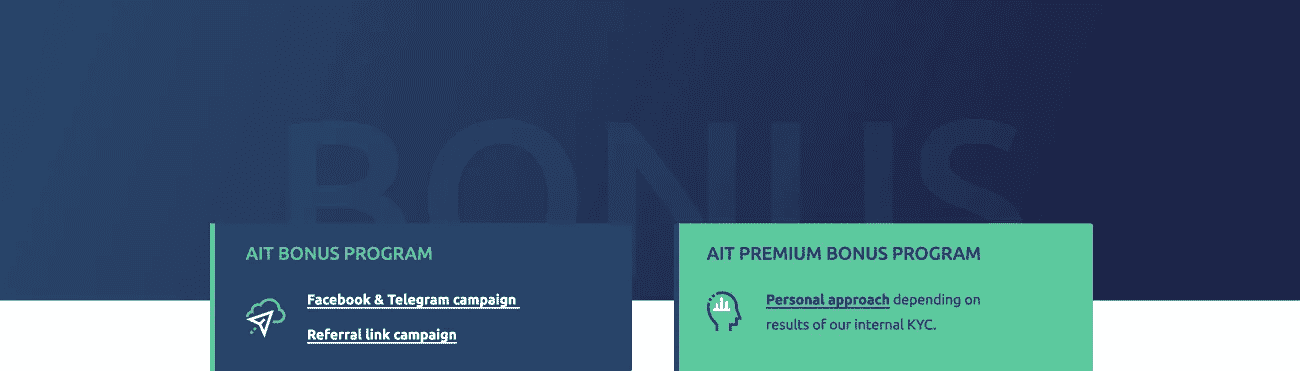 BONUS
AIT BONUS PROGRAM
Facebook & Telegram campaign
Referral link campaign
AIT PREMIUM BONUS PROGRAM
Personal approach depending on
results of our internal KYC.